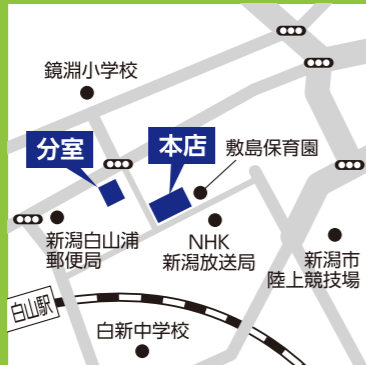 鏡淵小学校
分室
本店
敷島保育園
新潟白山浦
郵便局
NHK
新潟放送局
新潟市
陸上競技場
白山駅
白新中学校